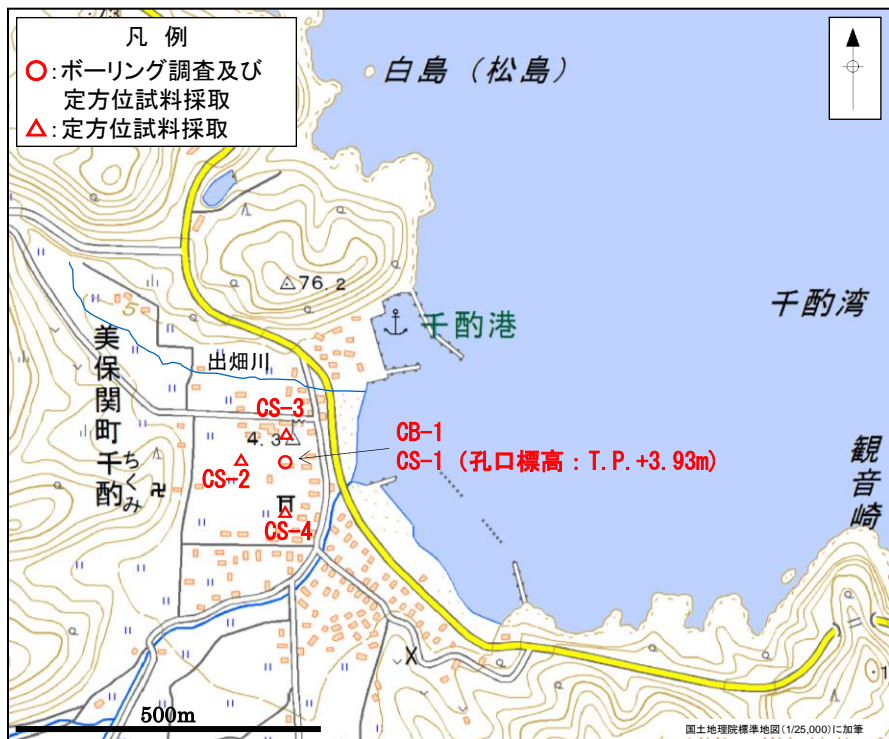 凡 例
○:ボーリング調査及び
定方位試料採取
△:定方位試料採取
白島（松島）
76.2
千酌港
千酌湾
5
美保関町千酌
ちくみ
出畑川
CS-3
4.3
CB-1
CS-1 (孔口標高：T.P.+3.93m)
CS-2
CS-4
観音崎
X
500m
国土地理院標準地図(1/25,000)に加筆